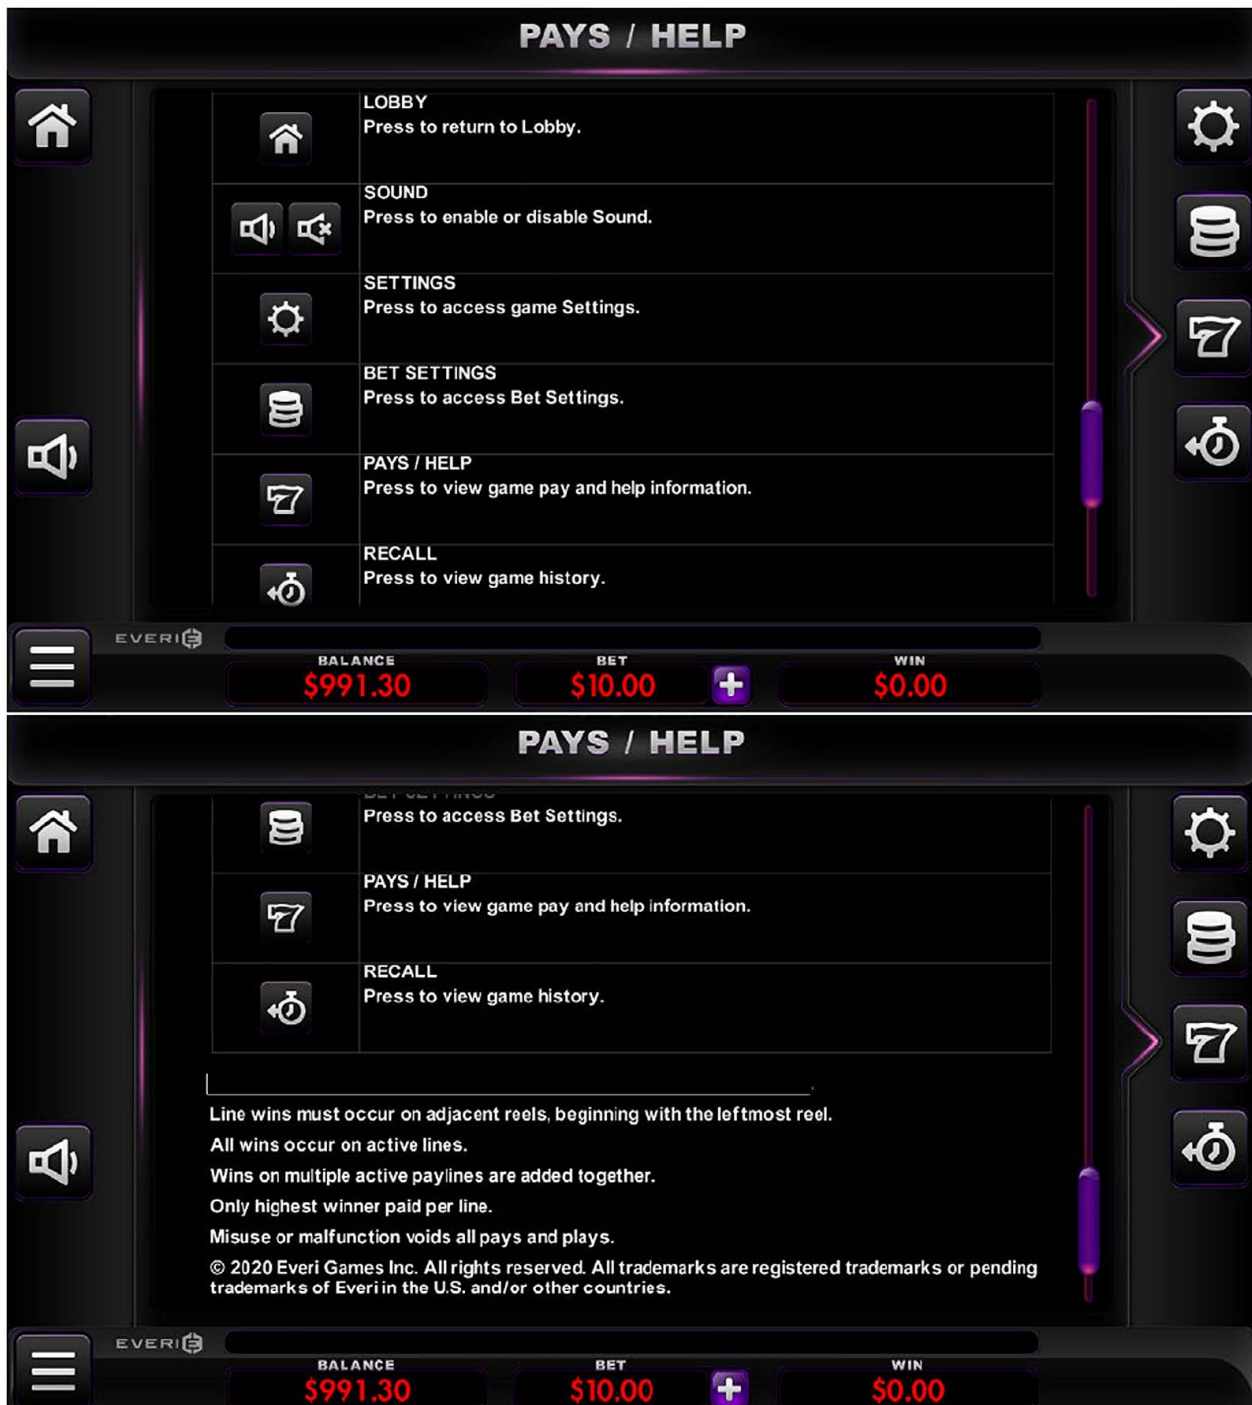 PAYS / HELP
LOBBY
Press to return to Lobby.
SOUND
Press to enable or disable Sound.
SETTINGS
Press to access game Settings.
BET SETTINGS
Press to access Bet Settings.
PAYS / HELP
Press to view game pay and help information.
RECALL
Press to view game history.
EVERI
BALANCE BET WIN
$991.30 $10.00 $0.00
PAYS / HELP
BET SETTINGS
Press to access Bet Settings.
PAYS / HELP
Press to view game pay and help information.
RECALL
Press to view game history.
Line wins must occur on adjacent reels, beginning with the leftmost reel.
All wins occur on active lines.
Wins on multiple active paylines are added together.
Only highest winner paid per line.
Misuse or malfunction voids all pays and plays.
© 2020 Everi Games Inc. All rights reserved. All trademarks are registered trademarks or pending
trademarks of Everi in the U.S. and/or other countries.
EVERI
BALANCE BET WIN
$991.30 $10.00 $0.00